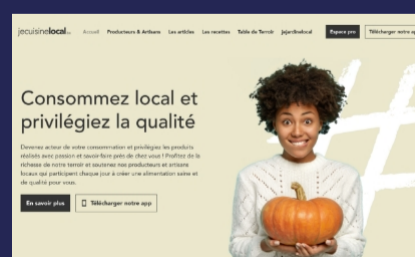 jecuisinelocal
Accueil Producteurs & Artisans Les articles Les recettes Table de Terroir jejardinelocal Espace pro Télécharger notre ap
Consommez local et
privilégiez la qualité
Devenez acteur de votre consommation et privilégiez les produits
réalisés avec passion et savoir-faire près de chez vous ! Profitez de la
richesse de notre terroir et soutenez nos producteurs et artisans
locaux qui participent chaque jour à créer une alimentation saine et
de qualité pour vous.
En savoir plus Télécharger notre app